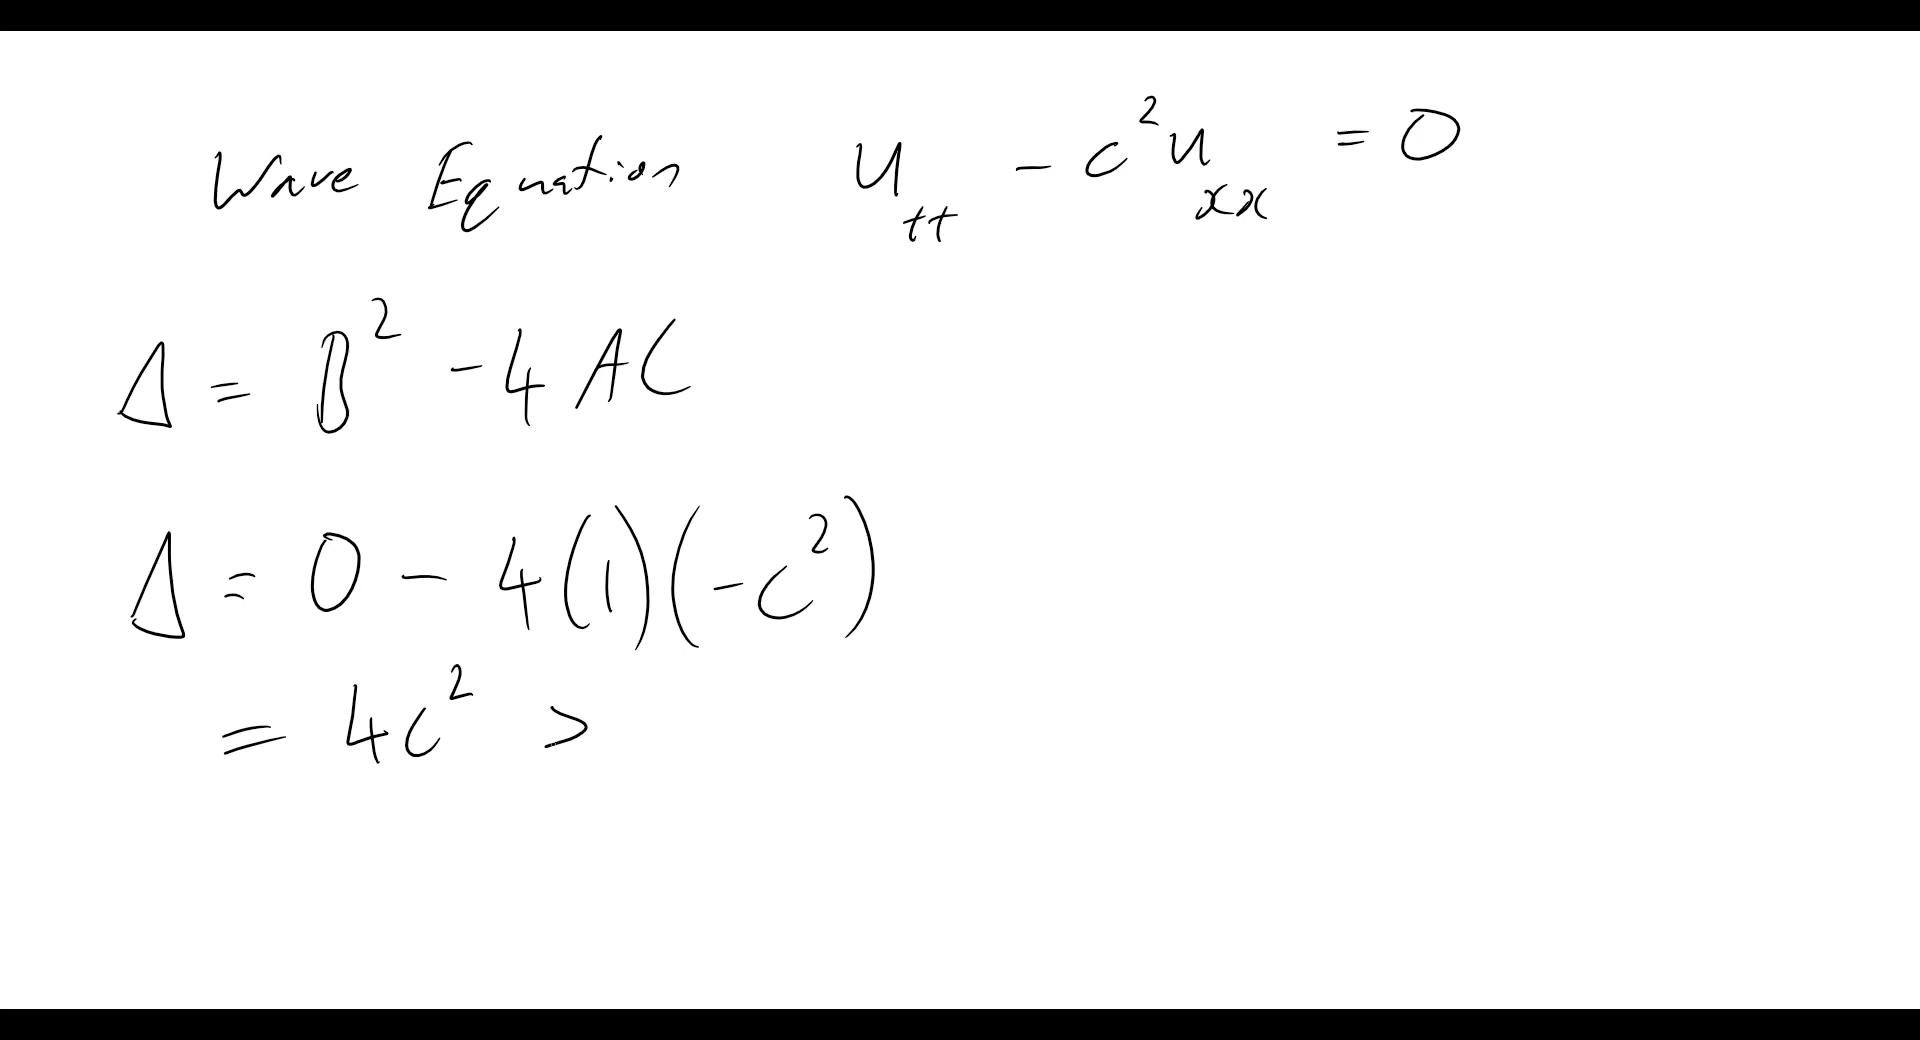 Wave Equation u_tt - c²u_xx = 0
Δ = B² - 4AC
Δ = 0 - 4(1)(-c²)
= 4c² >